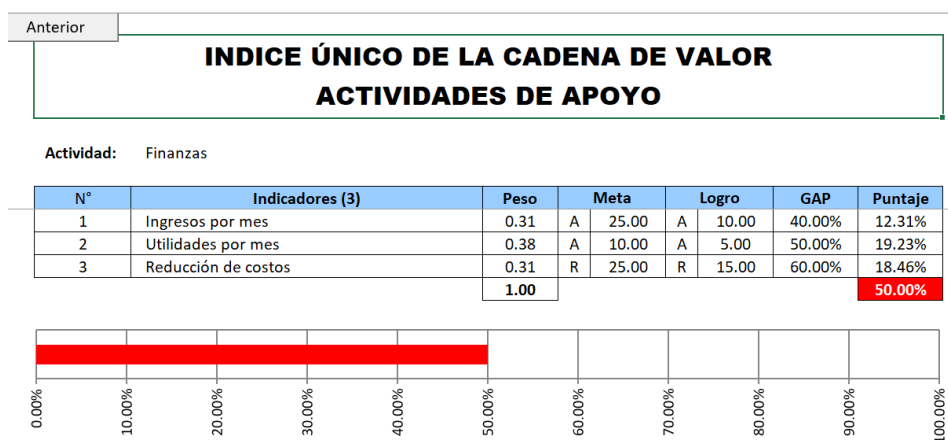 Anterior
INDICE ÚNICO DE LA CADENA DE VALOR
ACTIVIDADES DE APOYO
Actividad: Finanzas
N° Indicadores (3) Peso Meta Logro GAP Puntaje
1 Ingresos por mes 0.31 A 25.00 A 10.00 40.00% 12.31%
2 Utilidades por mes 0.38 A 10.00 A 5.00 50.00% 19.23%
3 Reducción de costos 0.31 R 25.00 R 15.00 60.00% 18.46%
1.00 50.00%
0.00% 10.00% 20.00% 30.00% 40.00% 50.00% 60.00% 70.00% 80.00% 90.00% 100.00%